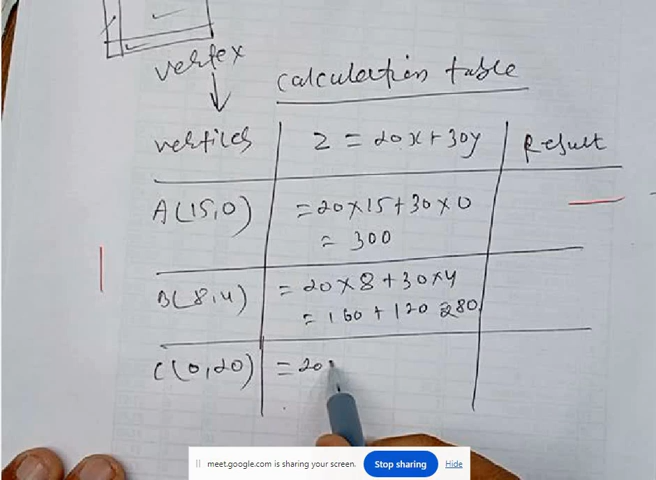 vertex
calculation table
vertices | Z = 20x + 30y | Result
A(15,0) | = 20×15+30×0
= 300
B(8,4) | = 20×8+30×4
= 160 + 120 280
C(0,20) | = 20
meet.google.com is sharing your screen. Stop sharing Hide